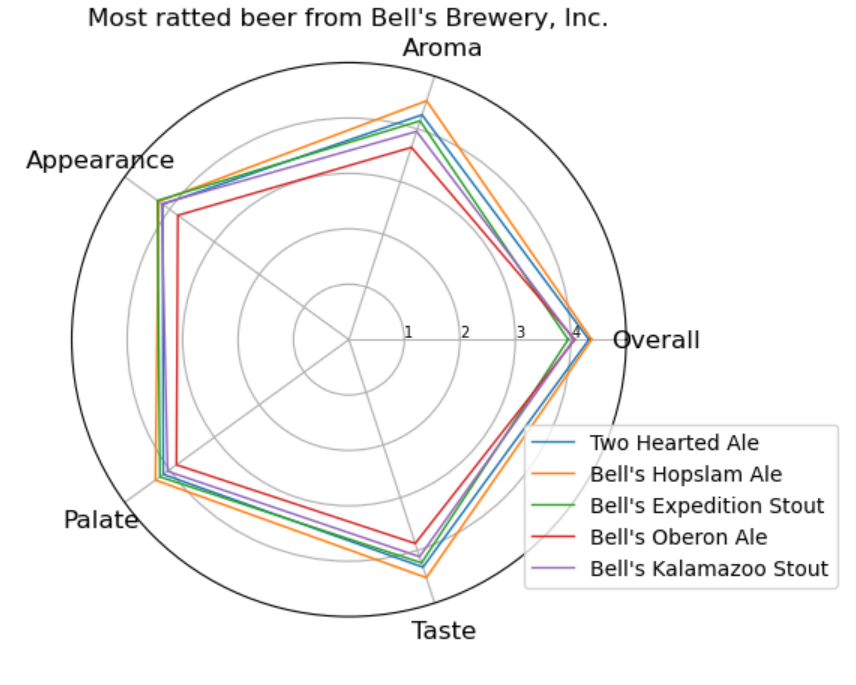 Most ratted beer from Bell's Brewery, Inc.
Aroma
Appearance
1
2
3
4
Overall
Two Hearted Ale
Bell's Hopslam Ale
Bell's Expedition Stout
Bell's Oberon Ale
Bell's Kalamazoo Stout
Palate
Taste